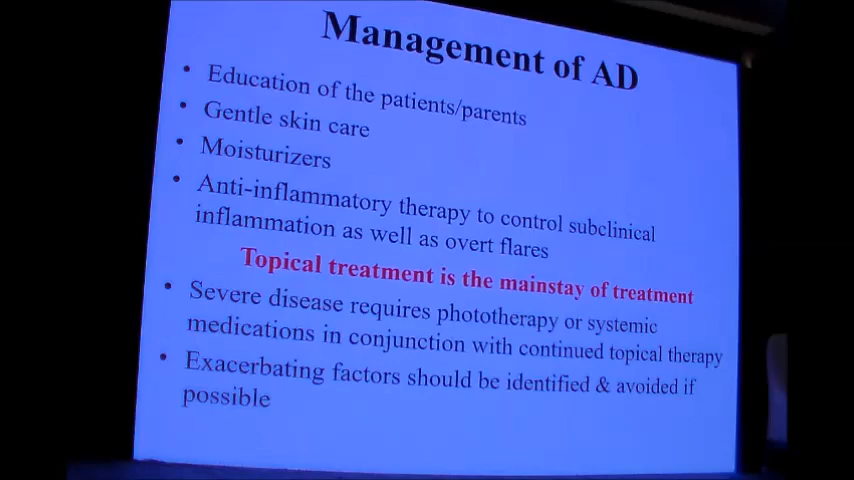 Management of AD
• Education of the patients/parents
• Gentle skin care
• Moisturizers
• Anti-inflammatory therapy to control subclinical
inflammation as well as overt flares
Topical treatment is the mainstay of treatment
• Severe disease requires phototherapy or systemic
medications in conjunction with continued topical therapy
• Exacerbating factors should be identified & avoided if
possible